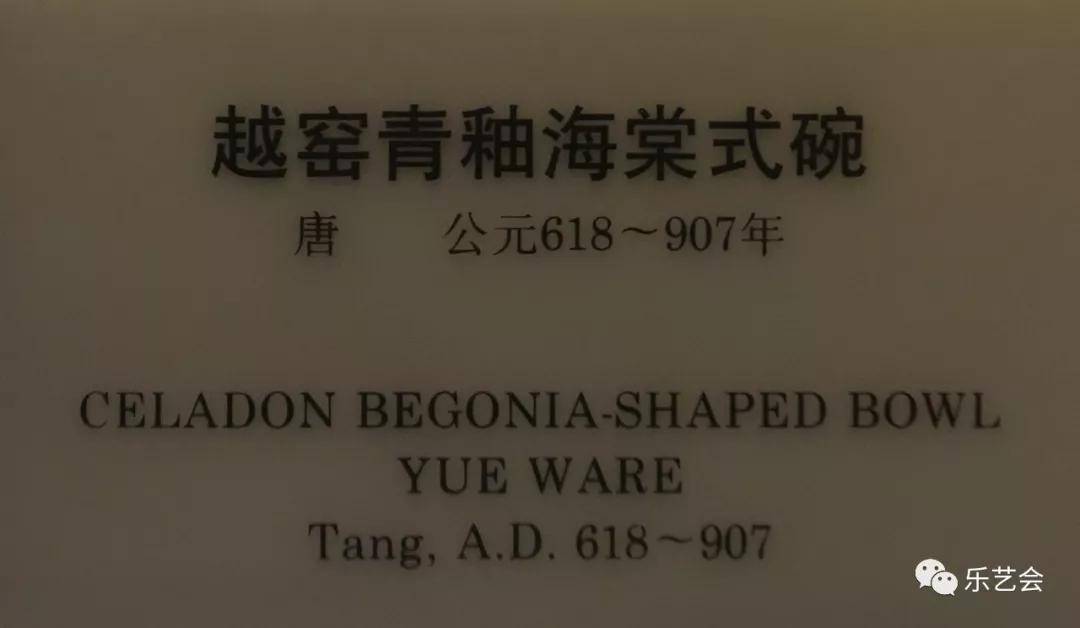 越窑青釉海棠式碗
唐 公元618～907年
CELADON BEGONIA-SHAPED BOWL
YUE WARE
Tang, A.D. 618～907
乐艺会